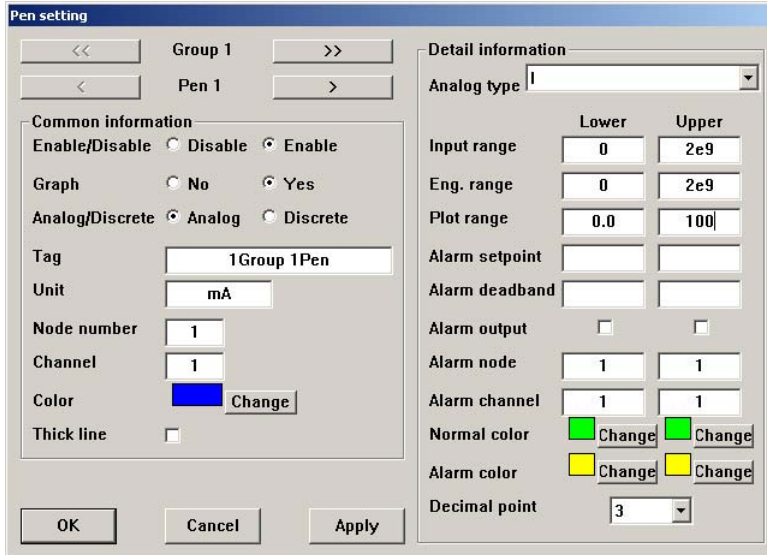 Pen setting
<< Group 1 >>
< Pen 1 >
Common information
Enable/Disable Disable Enable
Graph No Yes
Analog/Discrete Analog Discrete
Tag 1Group 1Pen
Unit mA
Node number 1
Channel 1
Color Change
Thick line
OK Cancel Apply
Detail information
Analog type I
Lower Upper
Input range 0 2e9
Eng. range 0 2e9
Plot range 0.0 100
Alarm setpoint
Alarm deadband
Alarm output
Alarm node 1 1
Alarm channel 1 1
Normal color Change Change
Alarm color Change Change
Decimal point 3